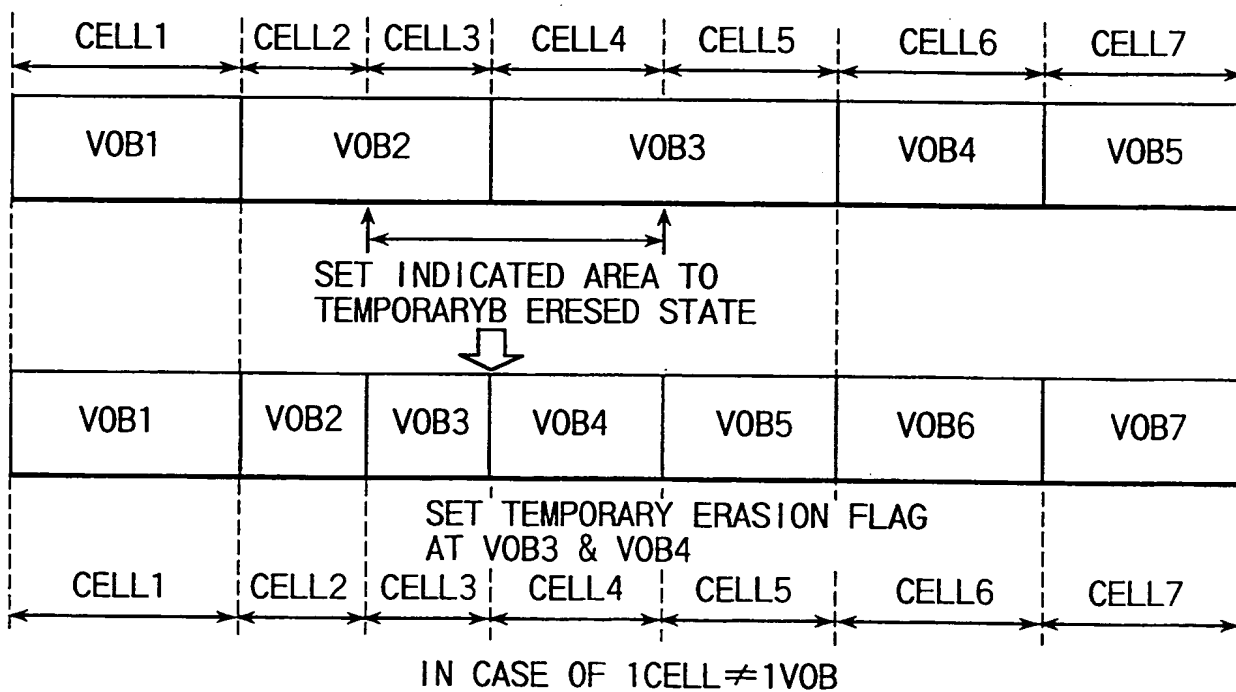 CELL1 CELL2 CELL3 CELL4 CELL5 CELL6 CELL7
VOB1 VOB2 VOB3 VOB4 VOB5
SET INDICATED AREA TO
TEMPORARYB ERESED STATE
VOB1 VOB2 VOB3 VOB4 VOB5 VOB6 VOB7
SET TEMPORARY ERASION FLAG
AT VOB3 & VOB4
CELL1 CELL2 CELL3 CELL4 CELL5 CELL6 CELL7
IN CASE OF 1CELL≠1VOB